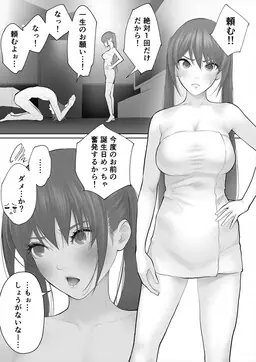 頼む!!
絶対1回だけ
だから!
一生の
お願い…!
なっ!
なっ!
頼むよぉ…
今度のお前の
誕生日めっちゃ
奮発するから!
…
ダメ…か?
…もぉ…
しょうがないな…